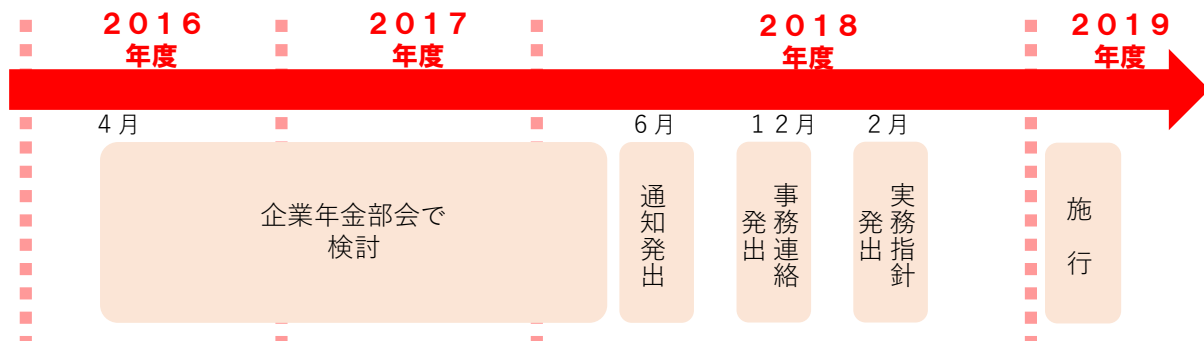 ２０１６
年度
２０１７
年度
２０１８
年度
２０１９
年度
４月
６月
１２月
２月
企業年金部会で
検討
通知発出
事務連絡
発出
実務指針
発出
施行